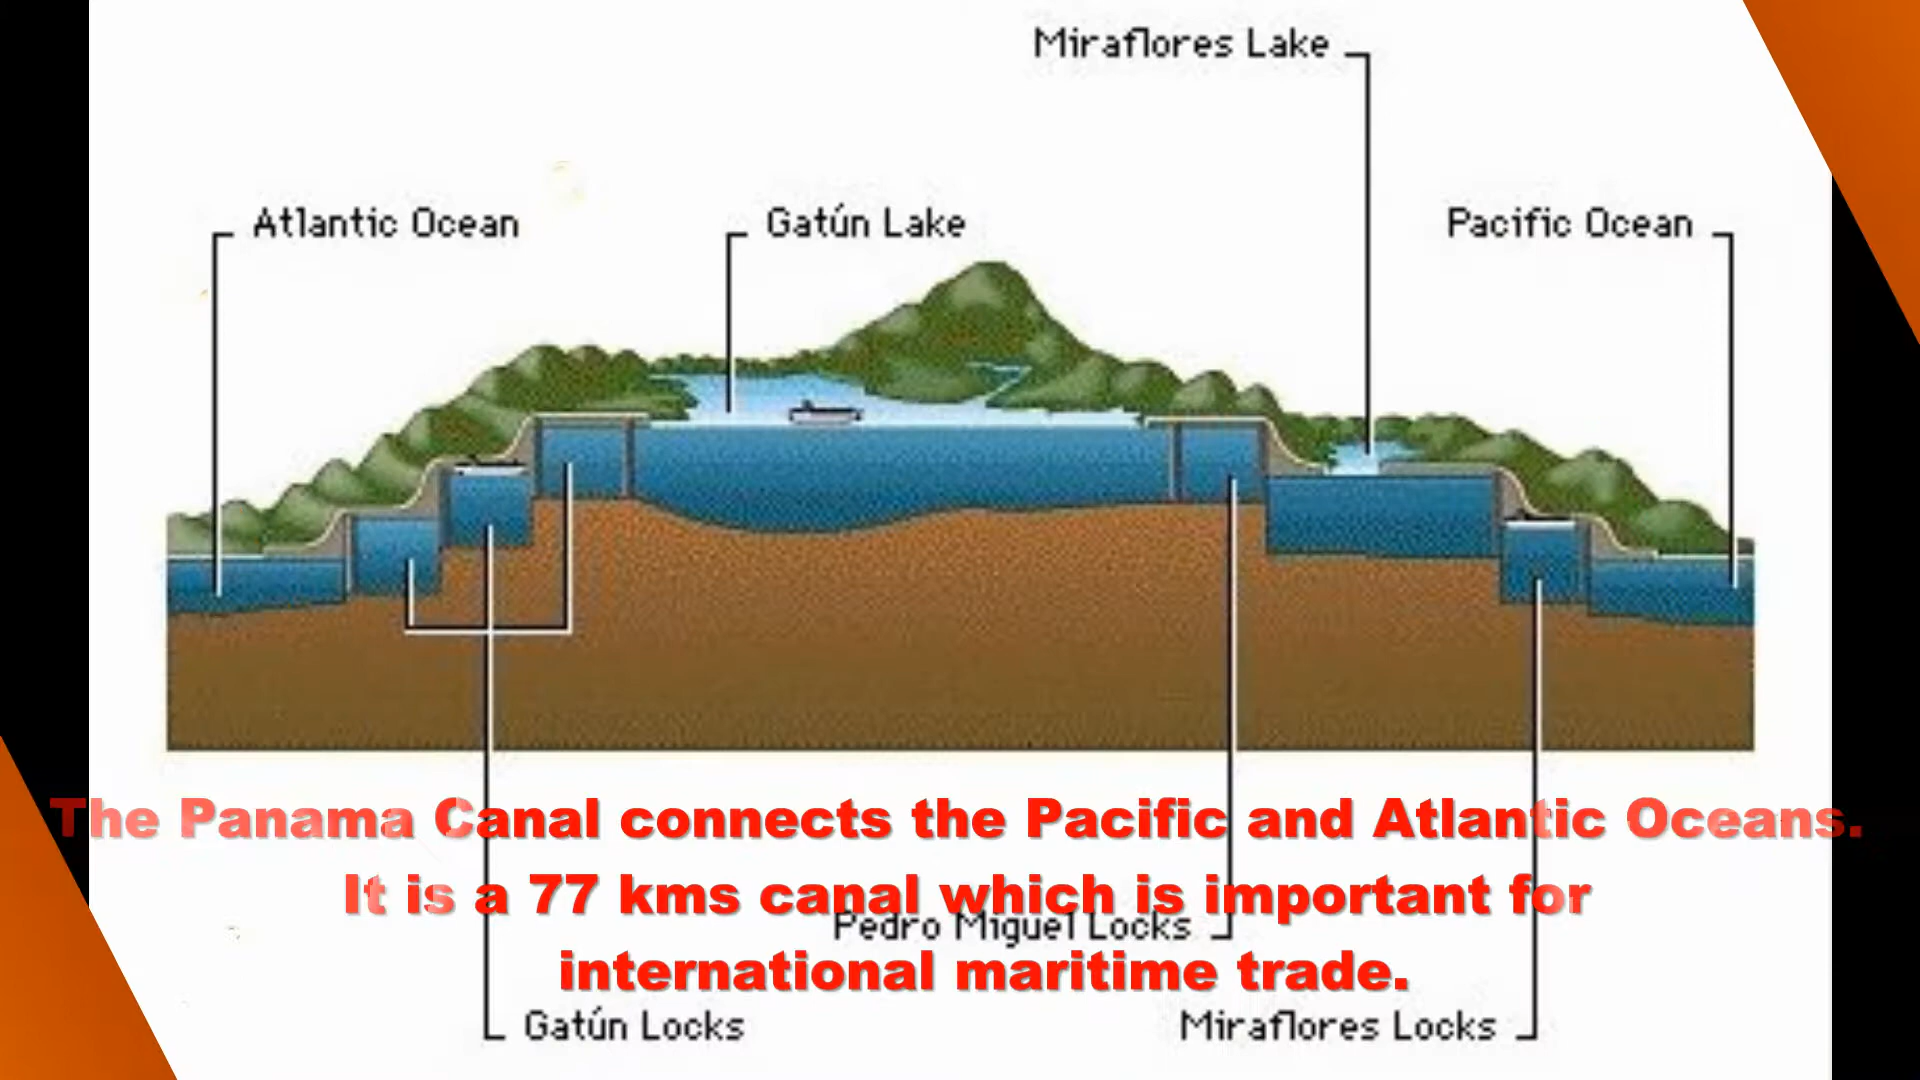 Miraflores Lake
Atlantic Ocean
Gatún Lake
Pacific Ocean
The Panama Canal connects the Pacific and Atlantic Oceans.
It is a 77 kms canal which is important for
Pedro Miguel Locks
international maritime trade.
Gatún Locks
Miraflores Locks